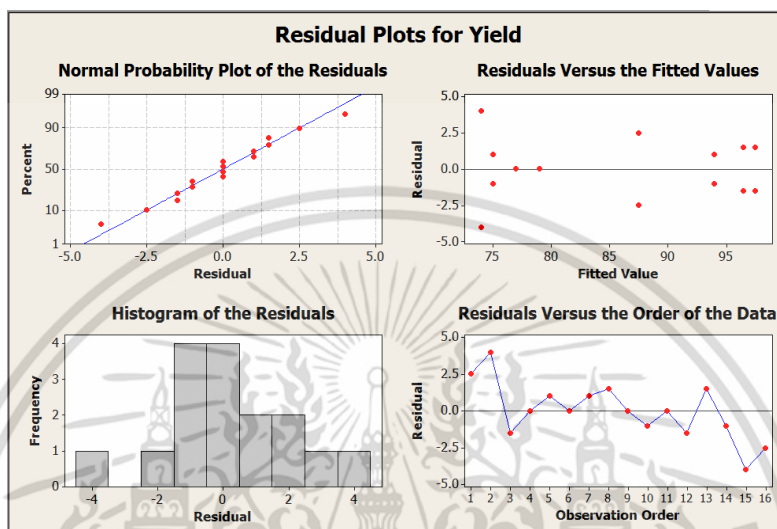 Residual Plots for Yield
Normal Probability Plot of the Residuals
99
90
50
10
1
Percent
-5.0 -2.5 0.0 2.5 5.0
Residual
Residuals Versus the Fitted Values
5.0
2.5
0.0
-2.5
-5.0
Residual
75 80 85 90 95
Fitted Value
Histogram of the Residuals
4
3
2
1
0
Frequency
-4 -2 0 2 4
Residual
Residuals Versus the Order of the Data
5.0
2.5
0.0
-2.5
-5.0
Residual
1 2 3 4 5 6 7 8 9 10 11 12 13 14 15 16
Observation Order